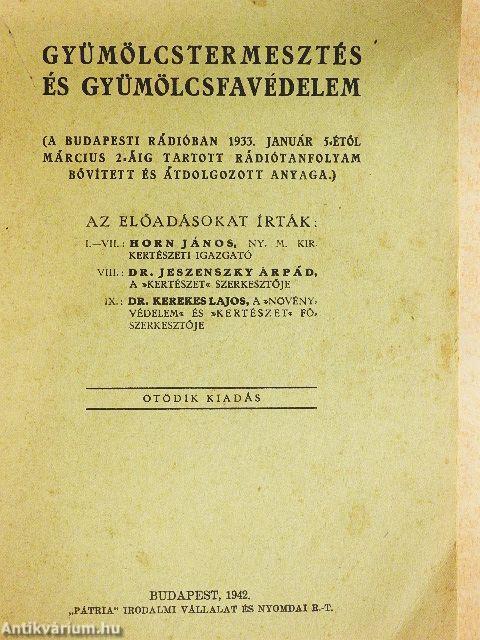 GYÜMÖLCSTERMESZTÉS
ÉS GYÜMÖLCSFAVÉDELEM
(A BUDAPESTI RÁDIÓBAN 1933. JANUÁR 5-ÉTŐL
MÁRCIUS 2-ÁIG TARTOTT RÁDIÓTANFOLYAM
BŐVÍTETT ÉS ÁTDOLGOZOTT ANYAGA.)
AZ ELŐADÁSOKAT ÍRTÁK:
I.—VII.: HORN JÁNOS, NY. M. KIR.
KERTÉSZETI IGAZGATÓ
VIII.: DR. JESZENSZKY ÁRPÁD,
A »KERTÉSZET« SZERKESZTŐJE
IX.: DR. KEREKES LAJOS, A »NÖVÉNY-
VÉDELEM« ÉS »KERTÉSZET« FŐ-
SZERKESZTŐJE
ÖTÖDIK KIADÁS
BUDAPEST, 1942.
„PÁTRIA" IRODALMI VÁLLALAT ÉS NYOMDAI R.-T.
Antikvárium.hu